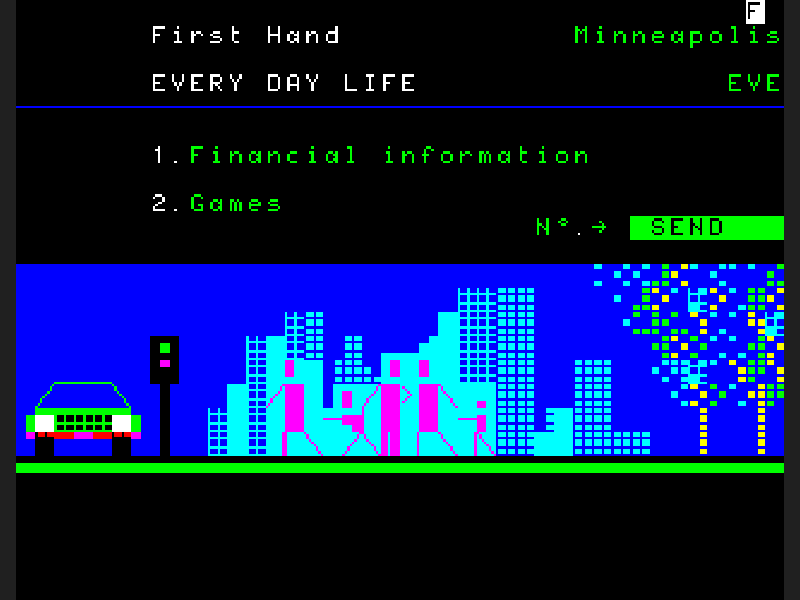 F
First Hand Minneapolis
EVERY DAY LIFE EVE
1. Financial information
2. Games
N°.→ SEND